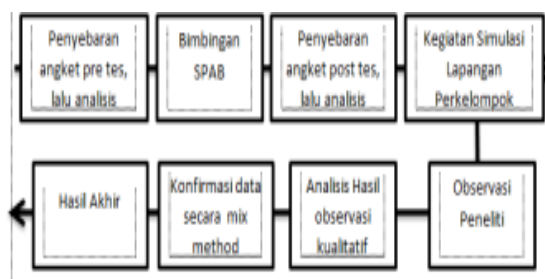 Penyebaran
angket pre tes,
lalu analisis
Bimbingan
SPAB
Penyebaran
angket post tes,
lalu analisis
Kegiatan Simulasi
Lapangan
Perkelompok
Hasil Akhir
Konfirmasi data
secara mix
method
Analisis Hasil
observasi
kualitatif
Observasi
Peneliti